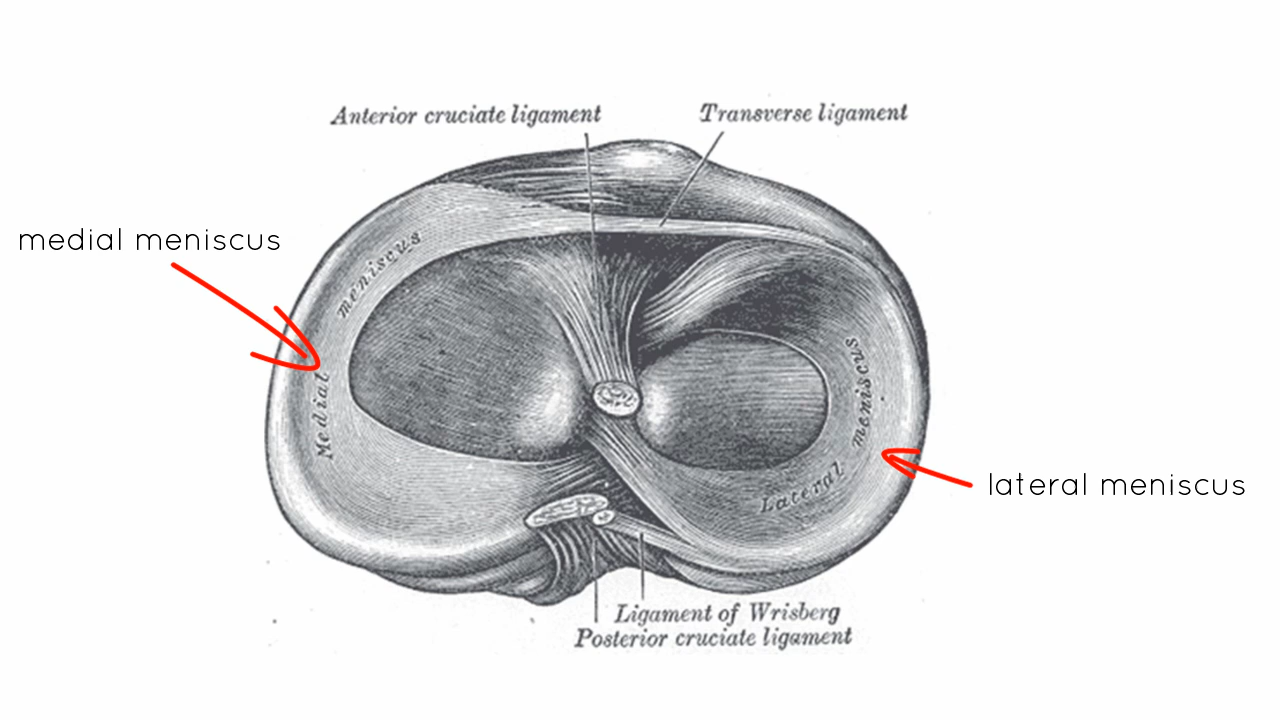 Anterior cruciate ligament
Transverse ligament
medial meniscus
Medial meniscus
Lateral meniscus
lateral meniscus
Ligament of Wrisberg
Posterior cruciate ligament